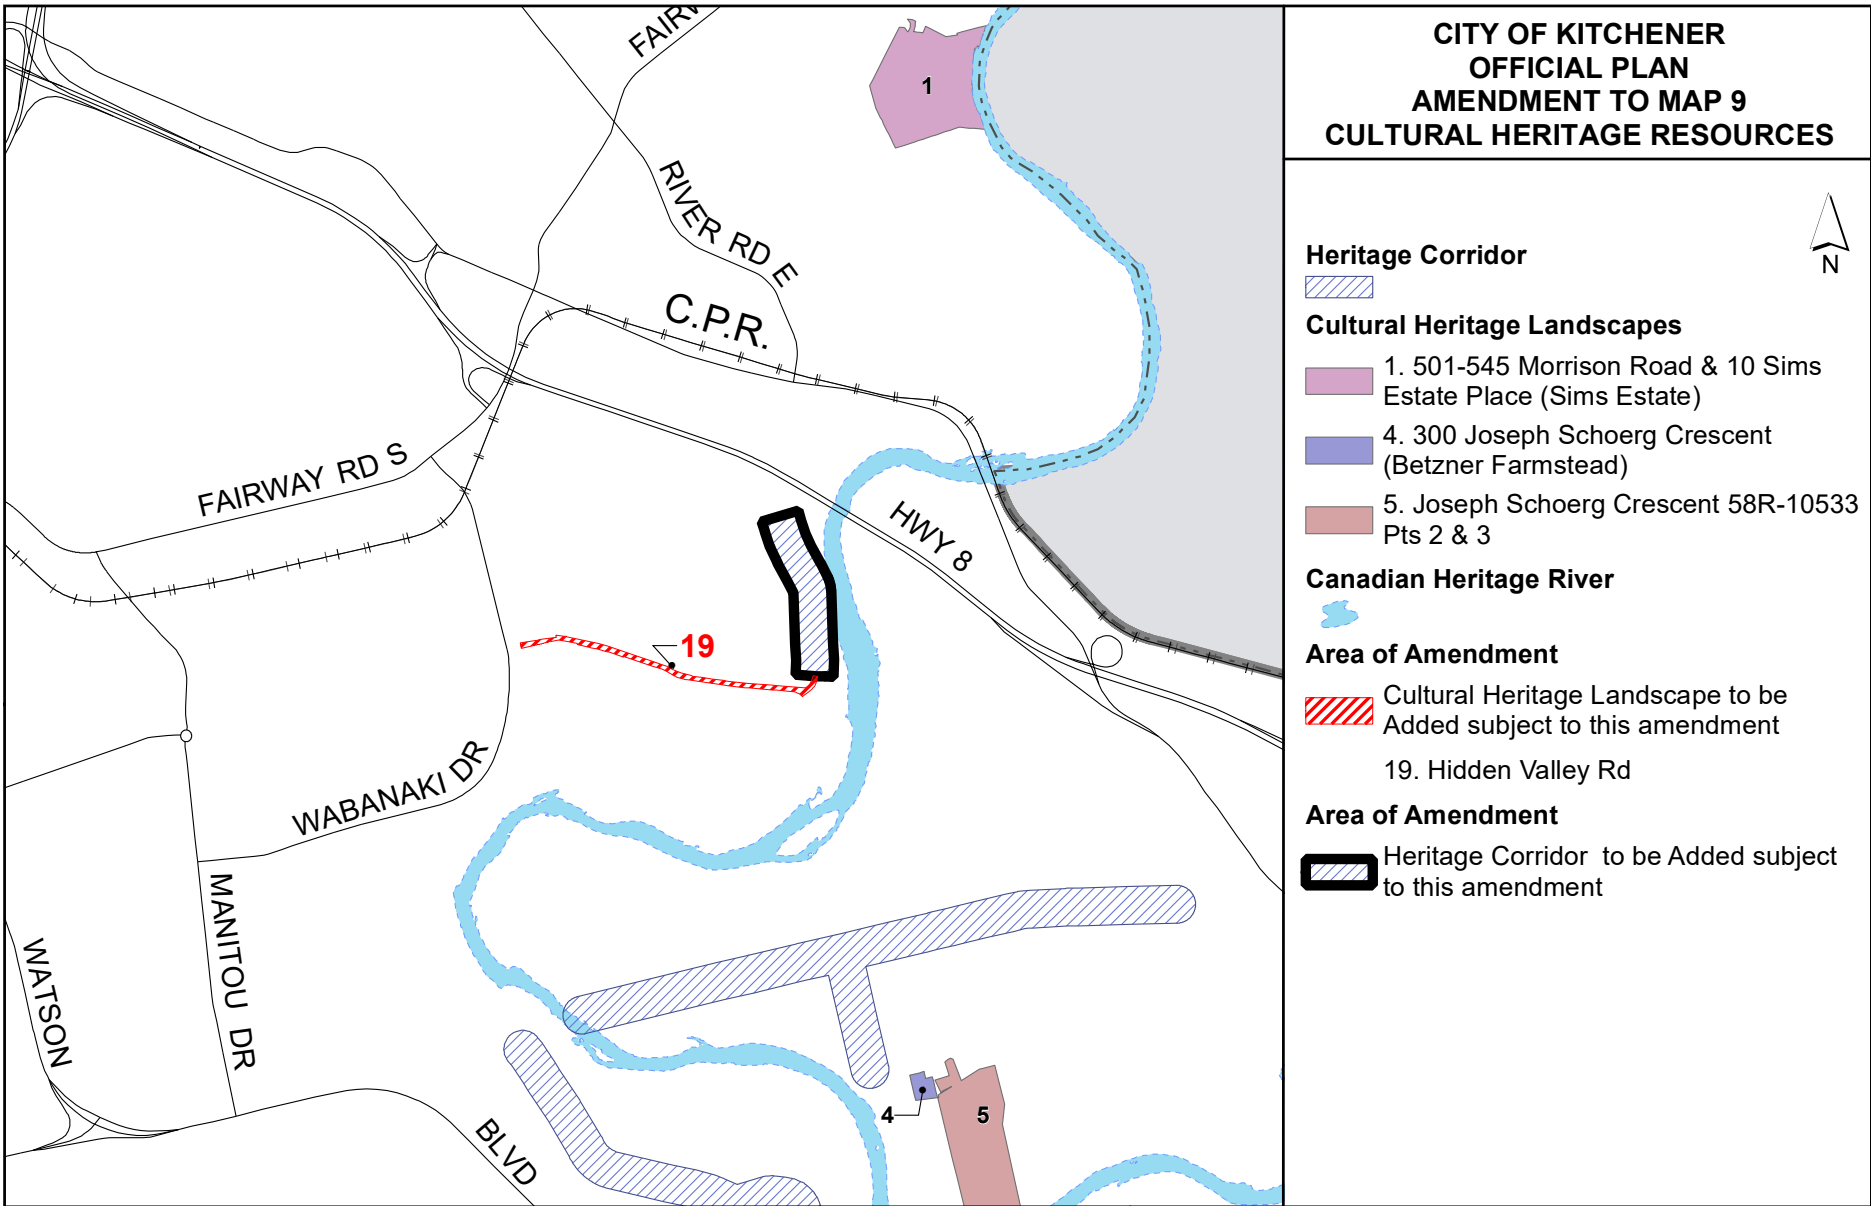 CITY OF KITCHENER
OFFICIAL PLAN
AMENDMENT TO MAP 9
CULTURAL HERITAGE RESOURCES
N
Heritage Corridor
Cultural Heritage Landscapes
1. 501-545 Morrison Road & 10 Sims
Estate Place (Sims Estate)
4. 300 Joseph Schoerg Crescent
(Betzner Farmstead)
5. Joseph Schoerg Crescent 58R-10533
Pts 2 & 3
Canadian Heritage River
Area of Amendment
Cultural Heritage Landscape to be
Added subject to this amendment
19. Hidden Valley Rd
Area of Amendment
Heritage Corridor to be Added subject
to this amendment
1
RIVER RD E
C.P.R.
FAIRWAY RD S
HWY 8
19
WABANAKI DR
MANITOU DR
WATSON
BLVD
4
5